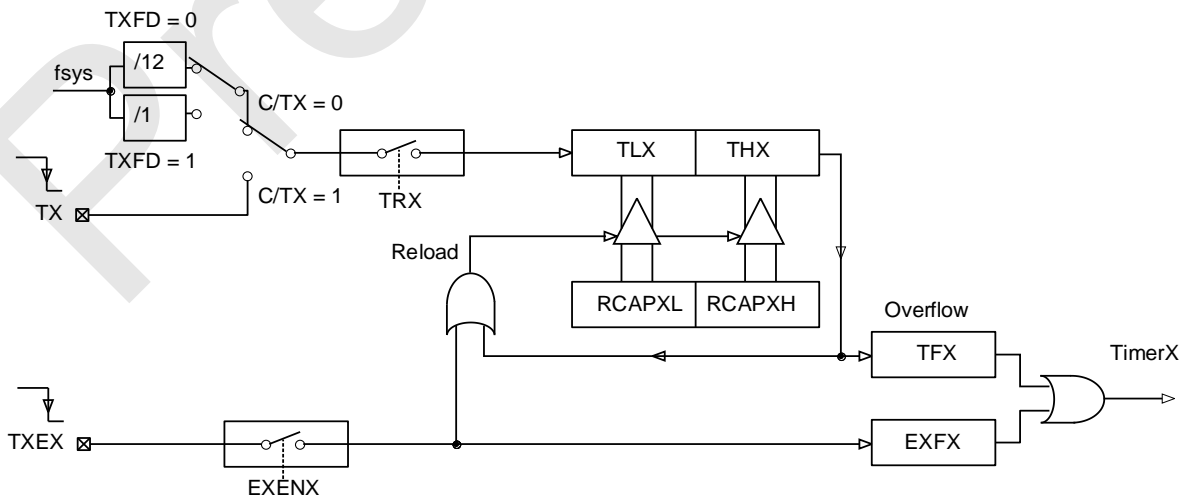 TXFD = 0
/12
fsys
C/TX = 0
/1
TXFD = 1
TLX
THX
TX
C/TX = 1
TRX
Reload
RCAPXL
RCAPXH
Overflow
TFX
TimerX
TXEX
EXFX
EXENX
Pre